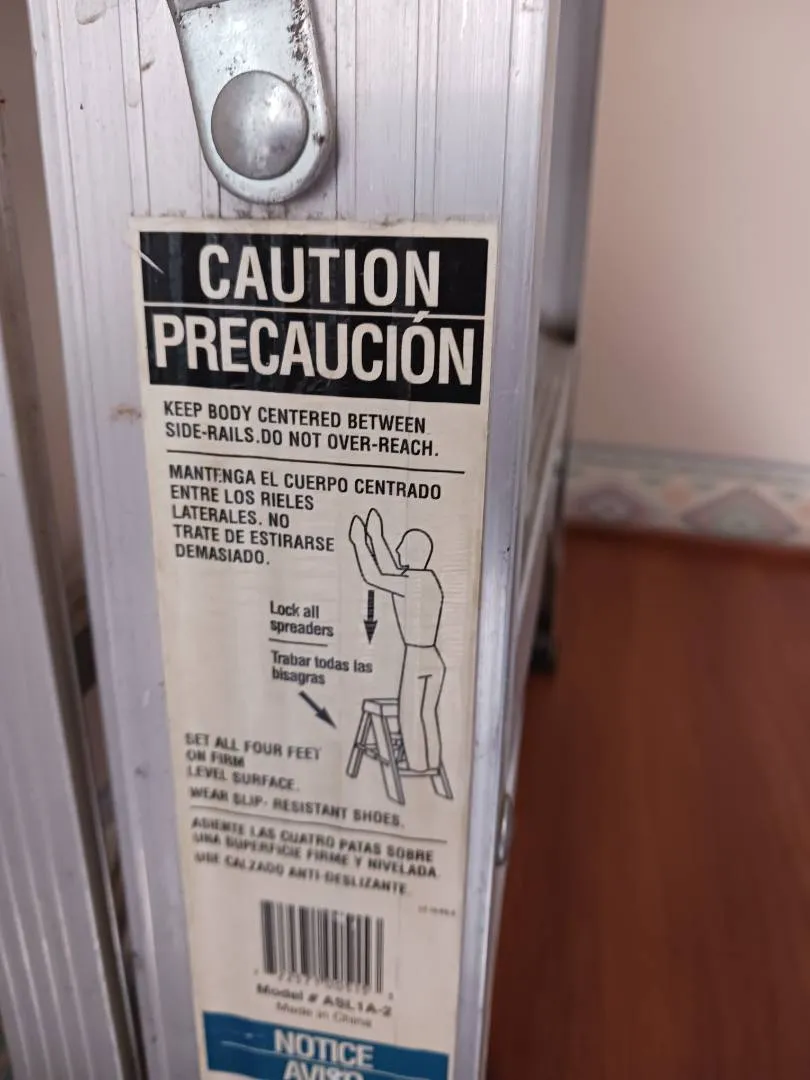 CAUTION
PRECAUCIÓN
KEEP BODY CENTERED BETWEEN
SIDE-RAILS.DO NOT OVER-REACH.
MANTENGA EL CUERPO CENTRADO
ENTRE LOS RIELES
LATERALES. NO
TRATE DE ESTIRARSE
DEMASIADO.
Lock all
spreaders
Trabar todas las
bisagras
SET ALL FOUR FEET
ON FIRM
LEVEL SURFACE.
WEAR SLIP- RESISTANT SHOES.
ASIENTE LAS CUATRO PATAS SOBRE
UNA SUPERFICIE FIRME Y NIVELADA
USE CALZADO ANTI-DESLIZANTE.
Model # ASL1A-2
Made in China
NOTICE
AVISO